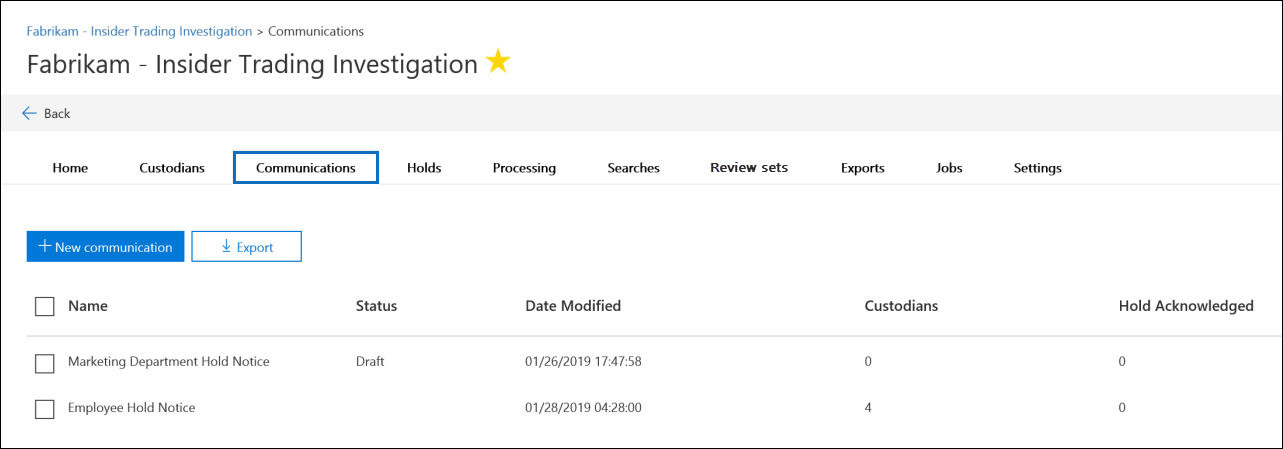 Fabrikam - Insider Trading Investigation > Communications
Fabrikam - Insider Trading Investigation
Back
Home Custodians Communications Holds Processing Searches Review sets Exports Jobs Settings
New communication Export
Name Status Date Modified Custodians Hold Acknowledged
Marketing Department Hold Notice Draft 01/26/2019 17:47:58 0 0
Employee Hold Notice 01/28/2019 04:28:00 4 0